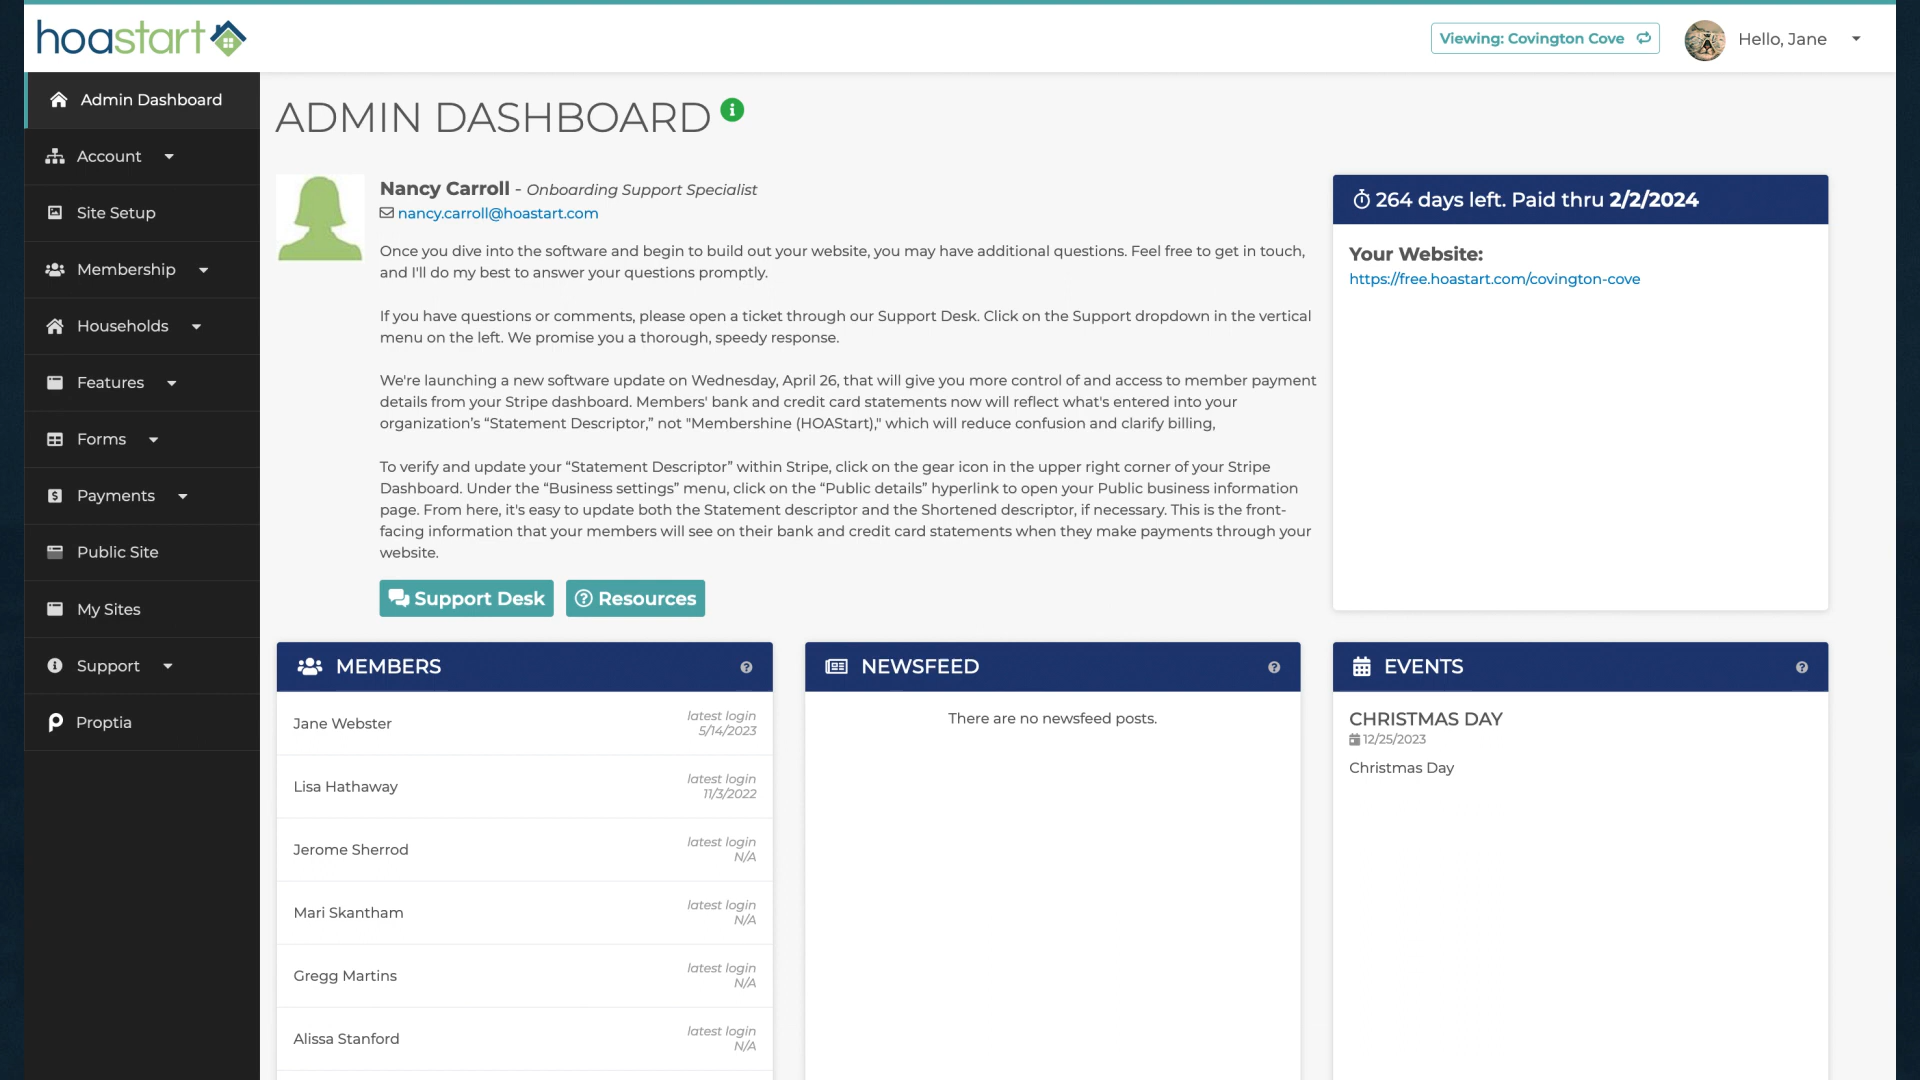 hoastart
Viewing: Covington Cove
Hello, Jane
Admin Dashboard
Account
Site Setup
Membership
Households
Features
Forms
Payments
Public Site
My Sites
Support
Proptia
ADMIN DASHBOARD
Nancy Carroll - Onboarding Support Specialist
nancy.carroll@hoastart.com
Once you dive into the software and begin to build out your website, you may have additional questions. Feel free to get in touch,
and I'll do my best to answer your questions promptly.
If you have questions or comments, please open a ticket through our Support Desk. Click on the Support dropdown in the vertical
menu on the left. We promise you a thorough, speedy response.
We're launching a new software update on Wednesday, April 26, that will give you more control of and access to member payment
details from your Stripe dashboard. Members' bank and credit card statements now will reflect what's entered into your
organization’s “Statement Descriptor,” not "Membershine (HOAStart)," which will reduce confusion and clarify billing,
To verify and update your “Statement Descriptor” within Stripe, click on the gear icon in the upper right corner of your Stripe
Dashboard. Under the “Business settings” menu, click on the “Public details” hyperlink to open your Public business information
page. From here, it's easy to update both the Statement descriptor and the Shortened descriptor, if necessary. This is the front-
facing information that your members will see on their bank and credit card statements when they make payments through your
website.
Support Desk
Resources
264 days left. Paid thru 2/2/2024
Your Website:
https://free.hoastart.com/covington-cove
MEMBERS
Jane Webster
latest login
5/14/2023
Lisa Hathaway
latest login
11/3/2022
Jerome Sherrod
latest login
N/A
Mari Skantham
latest login
N/A
Gregg Martins
latest login
N/A
Alissa Stanford
latest login
N/A
NEWSFEED
There are no newsfeed posts.
EVENTS
CHRISTMAS DAY
12/25/2023
Christmas Day